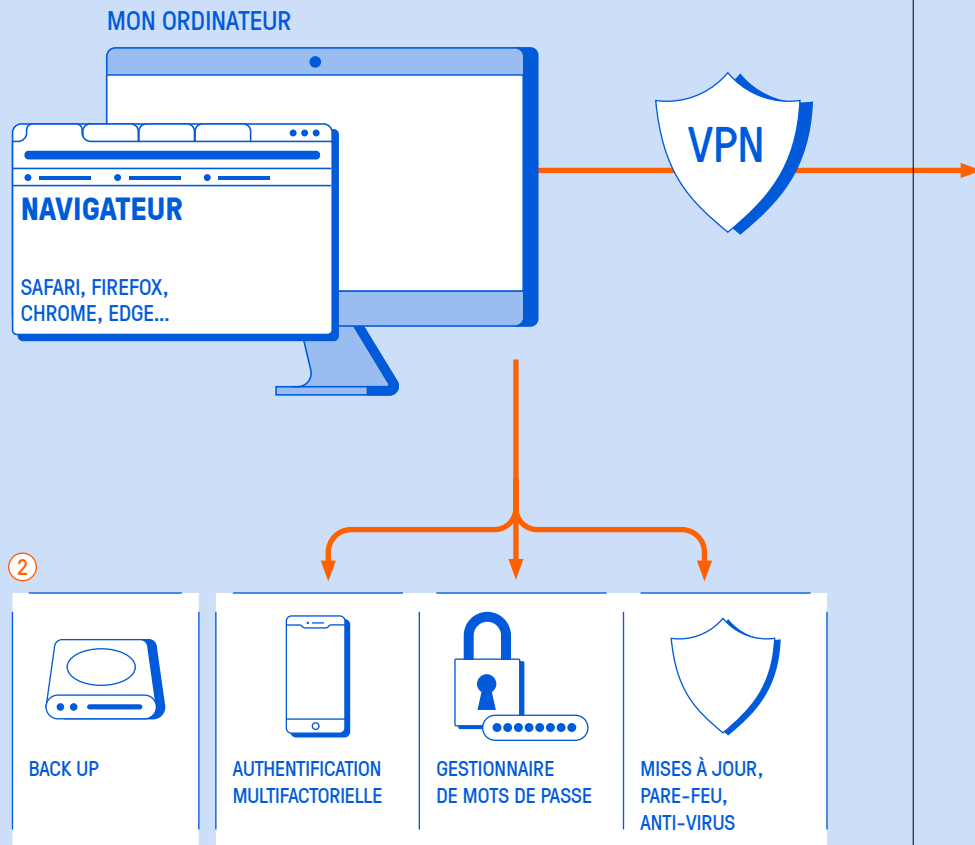 MON ORDINATEUR
VPN
NAVIGATEUR
SAFARI, FIREFOX,
CHROME, EDGE...
2
BACK UP
AUTHENTIFICATION
MULTIFACTORIELLE
GESTIONNAIRE
DE MOTS DE PASSE
MISES À JOUR,
PARE-FEU,
ANTI-VIRUS